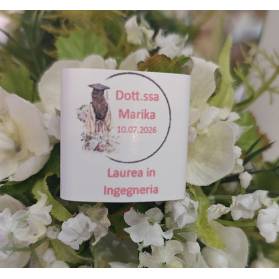 Dott.ssa
Marika
10.07.2026
Laurea in
Ingegneria